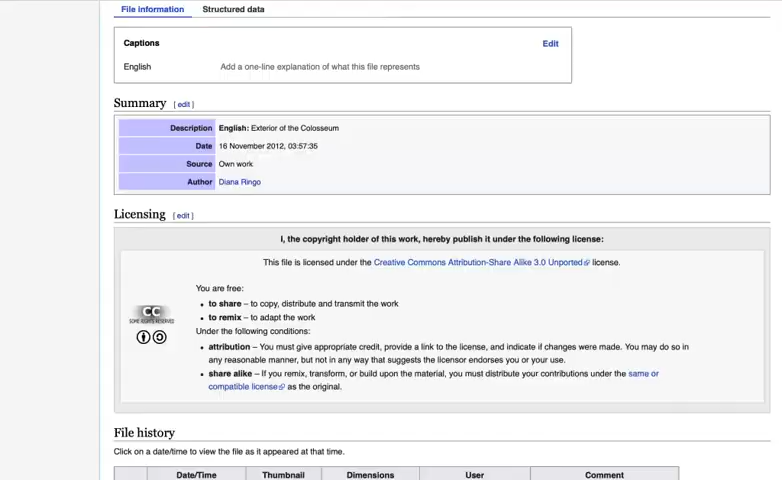 File information Structured data
Captions Edit
English Add a one-line explanation of what this file represents
Summary [ edit ]
Description English: Exterior of the Colosseum
Date 16 November 2012, 03:57:35
Source Own work
Author Diana Ringo
Licensing [ edit ]
I, the copyright holder of this work, hereby publish it under the following license:
This file is licensed under the Creative Commons Attribution-Share Alike 3.0 Unported license.
You are free:
• to share – to copy, distribute and transmit the work
• to remix – to adapt the work
Under the following conditions:
• attribution – You must give appropriate credit, provide a link to the license, and indicate if changes were made. You may do so in
any reasonable manner, but not in any way that suggests the licensor endorses you or your use.
• share alike – If you remix, transform, or build upon the material, you must distribute your contributions under the same or
compatible license as the original.
CC
SOME RIGHTS RESERVED
File history
Click on a date/time to view the file as it appeared at that time.
Date/Time Thumbnail Dimensions User Comment